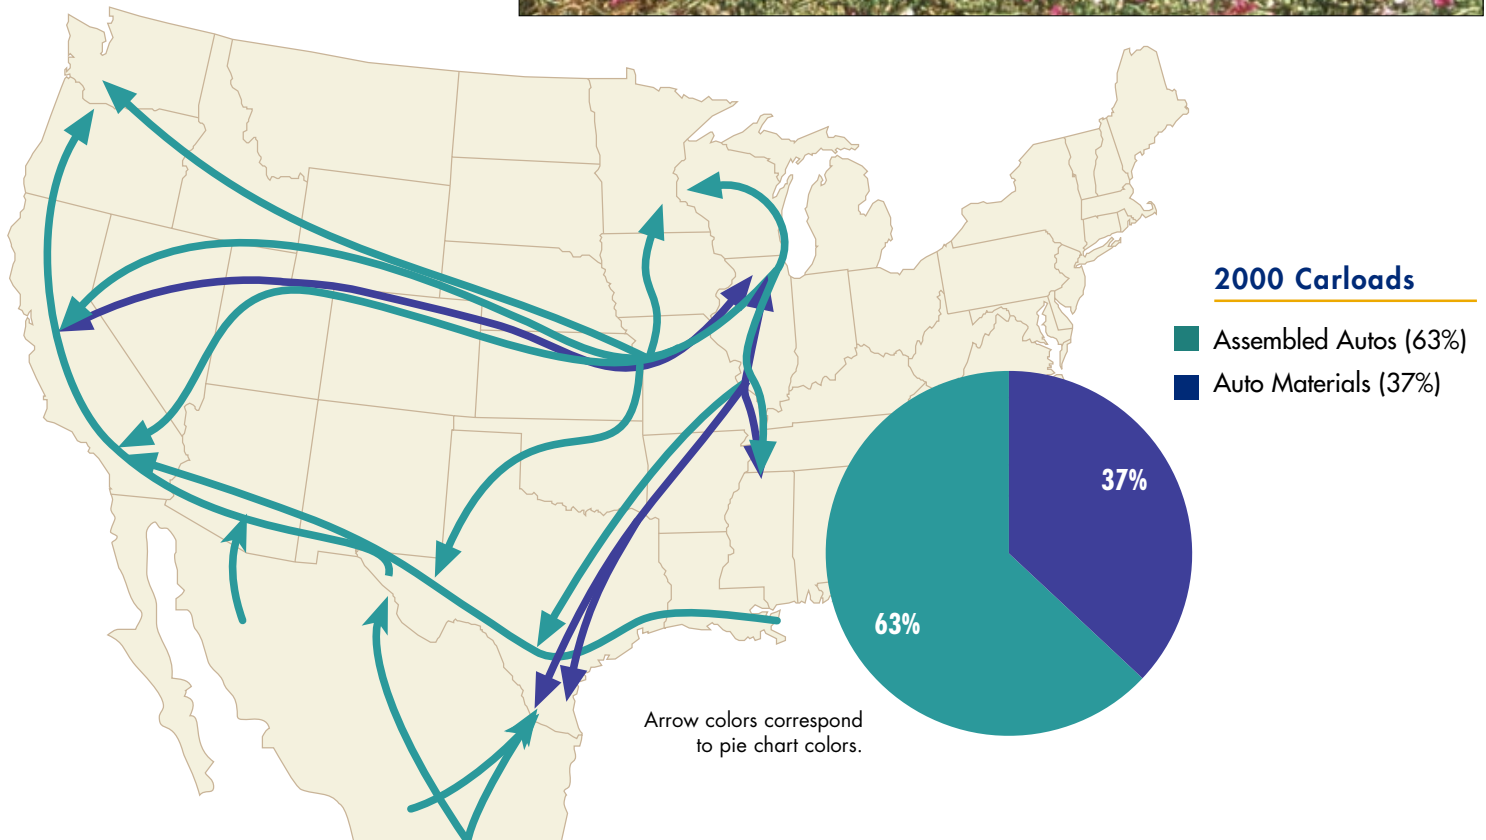 2000 Carloads
Assembled Autos (63%)
Auto Materials (37%)
37%
63%
Arrow colors correspond
to pie chart colors.